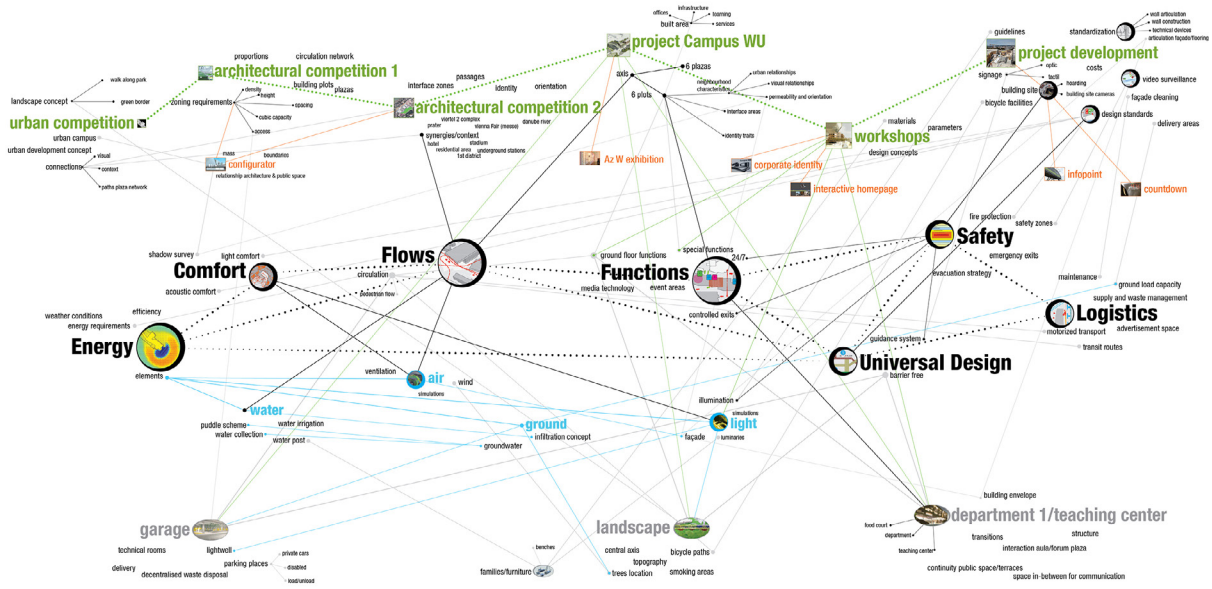 infrastructure
offices
learning
built area
services
project Campus WU
wall articulation
wall construction
technical devices
articulation façade/flooring
standardization
guidelines
project development
optic
costs
signage
tactil
hoarding
video surveillance
building site
building site cameras
bicycle facilities
façade cleaning
design standards
delivery areas
proportions
circulation network
architectural competition 1
building plots
plazas
walk along park
density
height
landscape concept
green border
zoning requirements
spacing
cubic capacity
access
urban competition
urban campus
urban development concept
visual
connections
context
paths plaza network
mass
boundaries
configurator
relationship architecture & public space
passages
interface zones
identity
orientation
architectural competition 2
viertel 2 complex
danube river
prater
vienna Fair (messe)
synergies/context
hotel
stadium
residential area
underground stations
1st district
axis
6 plazas
6 plots
neighbourhood
characteristics
urban relationships
visual relationships
permeability and orientation
interface areas
identity traits
materials
parameters
workshops
design concepts
Az W exhibition
corporate identity
interactive homepage
infopoint
countdown
fire protection
safety zones
Safety
emergency exits
evacuation strategy
shadow survey
light comfort
Comfort
acoustic comfort
Flows
circulation
pedestrian flow
ground floor functions
special functions
24/7
Functions
media technology
event areas
controlled exits
maintenance
ground load capacity
supply and waste management
Logistics
motorized transport
advertisement space
transit routes
guidance system
Universal Design
barrier free
weather conditions
efficiency
energy requirements
Energy
elements
ventilation
air
wind
simulations
water
puddle scheme
water irrigation
water collection
water post
ground
infiltration concept
groundwater
illumination
simulations
light
façade
luminaries
garage
technical rooms
lightwell
private cars
parking places
disabled
delivery
decentralised waste disposal
load/unload
landscape
benches
families/furniture
central axis
bicycle paths
topography
trees location
smoking areas
building envelope
department 1/teaching center
food court
department
teaching center
transitions
structure
interaction aula/forum plaza
continuity public space/terraces
space in-between for communication